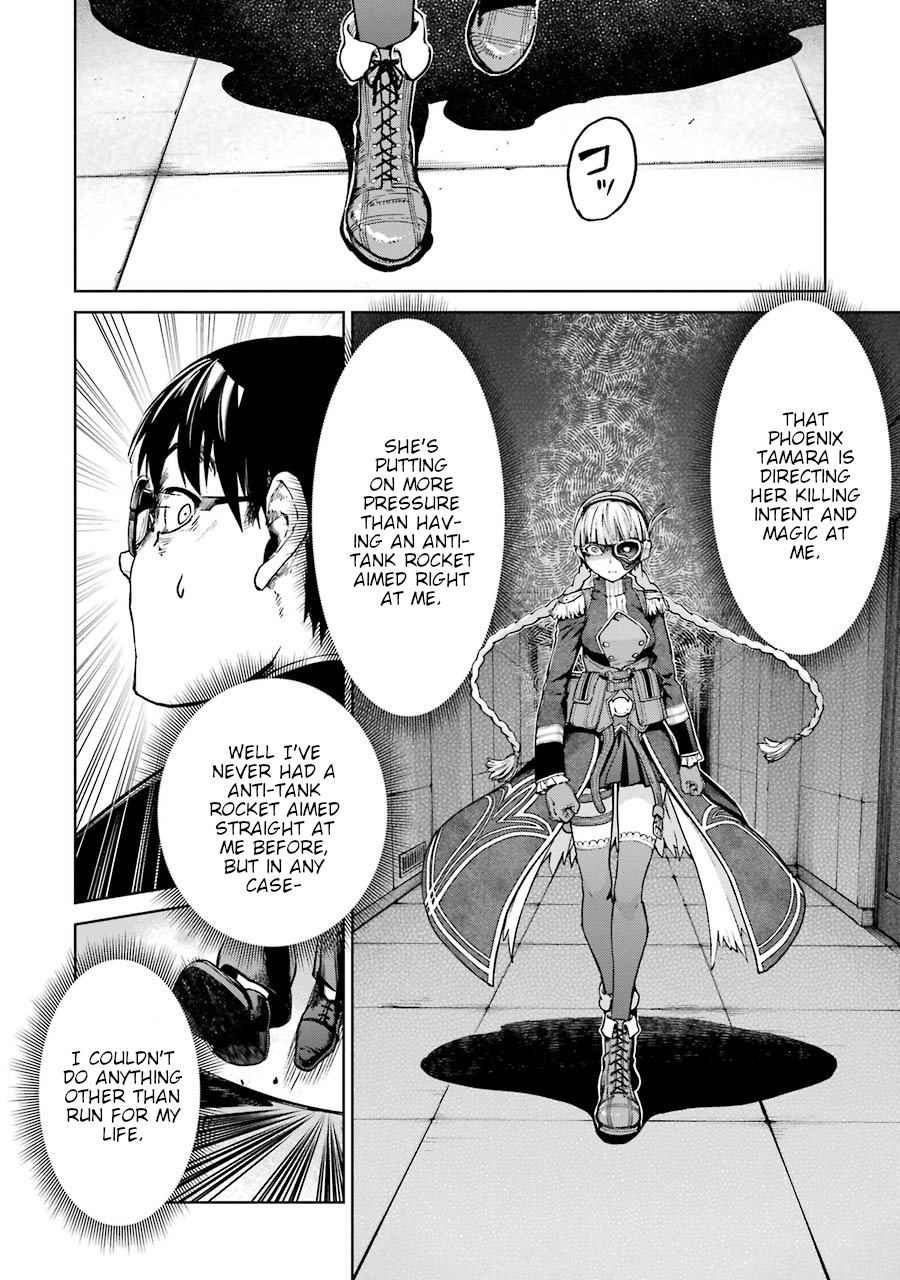 コッ
THAT
PHOENIX
TAMARA IS
DIRECTING
HER KILLING
INTENT AND
MAGIC AT
ME.
SHE'S
PUTTING
ON MORE
PRESSURE
THAN HAV-
ING AN ANTI-
TANK ROCKET
AIMED RIGHT
AT ME.
WELL I'VE
NEVER HAD A
ANTI-TANK
ROCKET AIMED
STRAIGHT AT
ME BEFORE,
BUT IN ANY
CASE-
I COULDN'T
DO ANYTHING
OTHER THAN
RUN FOR MY
LIFE.